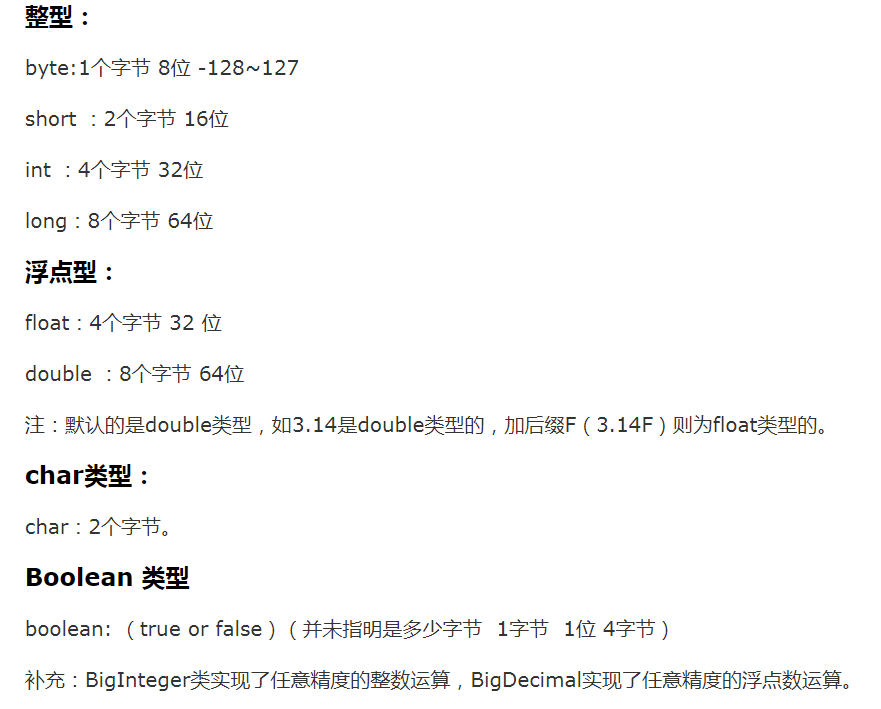 整型：
byte:1个字节 8位 -128~127
short ：2个字节 16位
int ：4个字节 32位
long：8个字节 64位
浮点型：
float：4个字节 32 位
double ：8个字节 64位
注：默认的是double类型，如3.14是double类型的，加后缀F（3.14F）则为float类型的。
char类型：
char：2个字节。
Boolean 类型
boolean: （true or false）（并未指明是多少字节  1字节  1位 4字节）
补充：BigInteger类实现了任意精度的整数运算，BigDecimal实现了任意精度的浮点数运算。